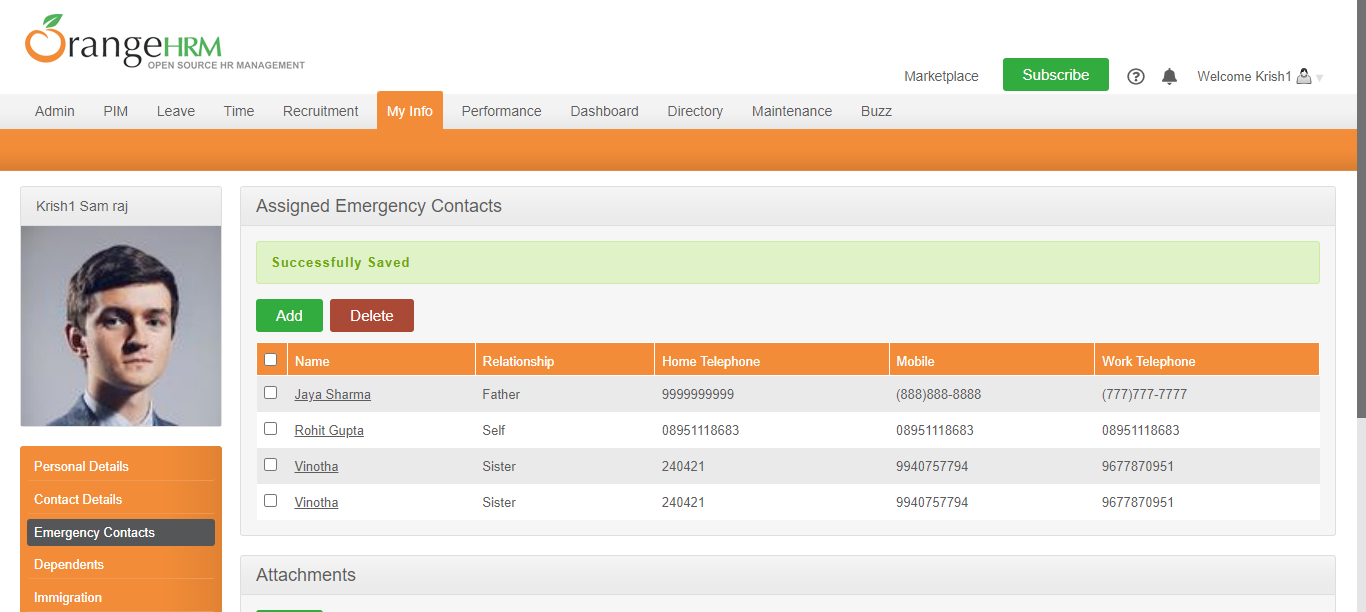 OrangeHRM
OPEN SOURCE HR MANAGEMENT
Marketplace Subscribe ? Welcome Krish1
Admin PIM Leave Time Recruitment My Info Performance Dashboard Directory Maintenance Buzz
Krish1 Sam raj
Personal Details
Contact Details
Emergency Contacts
Dependents
Immigration
Assigned Emergency Contacts
Successfully Saved
Add Delete
Name Relationship Home Telephone Mobile Work Telephone
Jaya Sharma Father 9999999999 (888)888-8888 (777)777-7777
Rohit Gupta Self 08951118683 08951118683 08951118683
Vinotha Sister 240421 9940757794 9677870951
Vinotha Sister 240421 9940757794 9677870951
Attachments